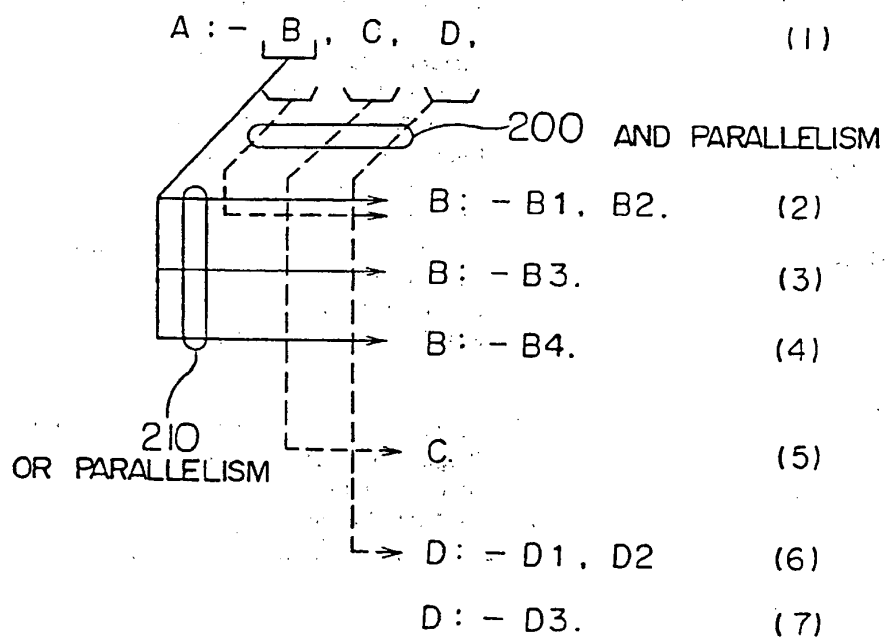 A :- B, C, D, (1)
200 AND PARALLELISM
B :- B1, B2. (2)
B :- B3. (3)
B :- B4. (4)
210
OR PARALLELISM
C. (5)
D :- D1, D2 (6)
D :- D3. (7)